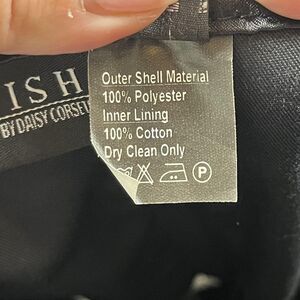 ISH
BY DAISY CORSET
Outer Shell Material
100% Polyester
Inner Lining
100% Cotton
Dry Clean Only
P